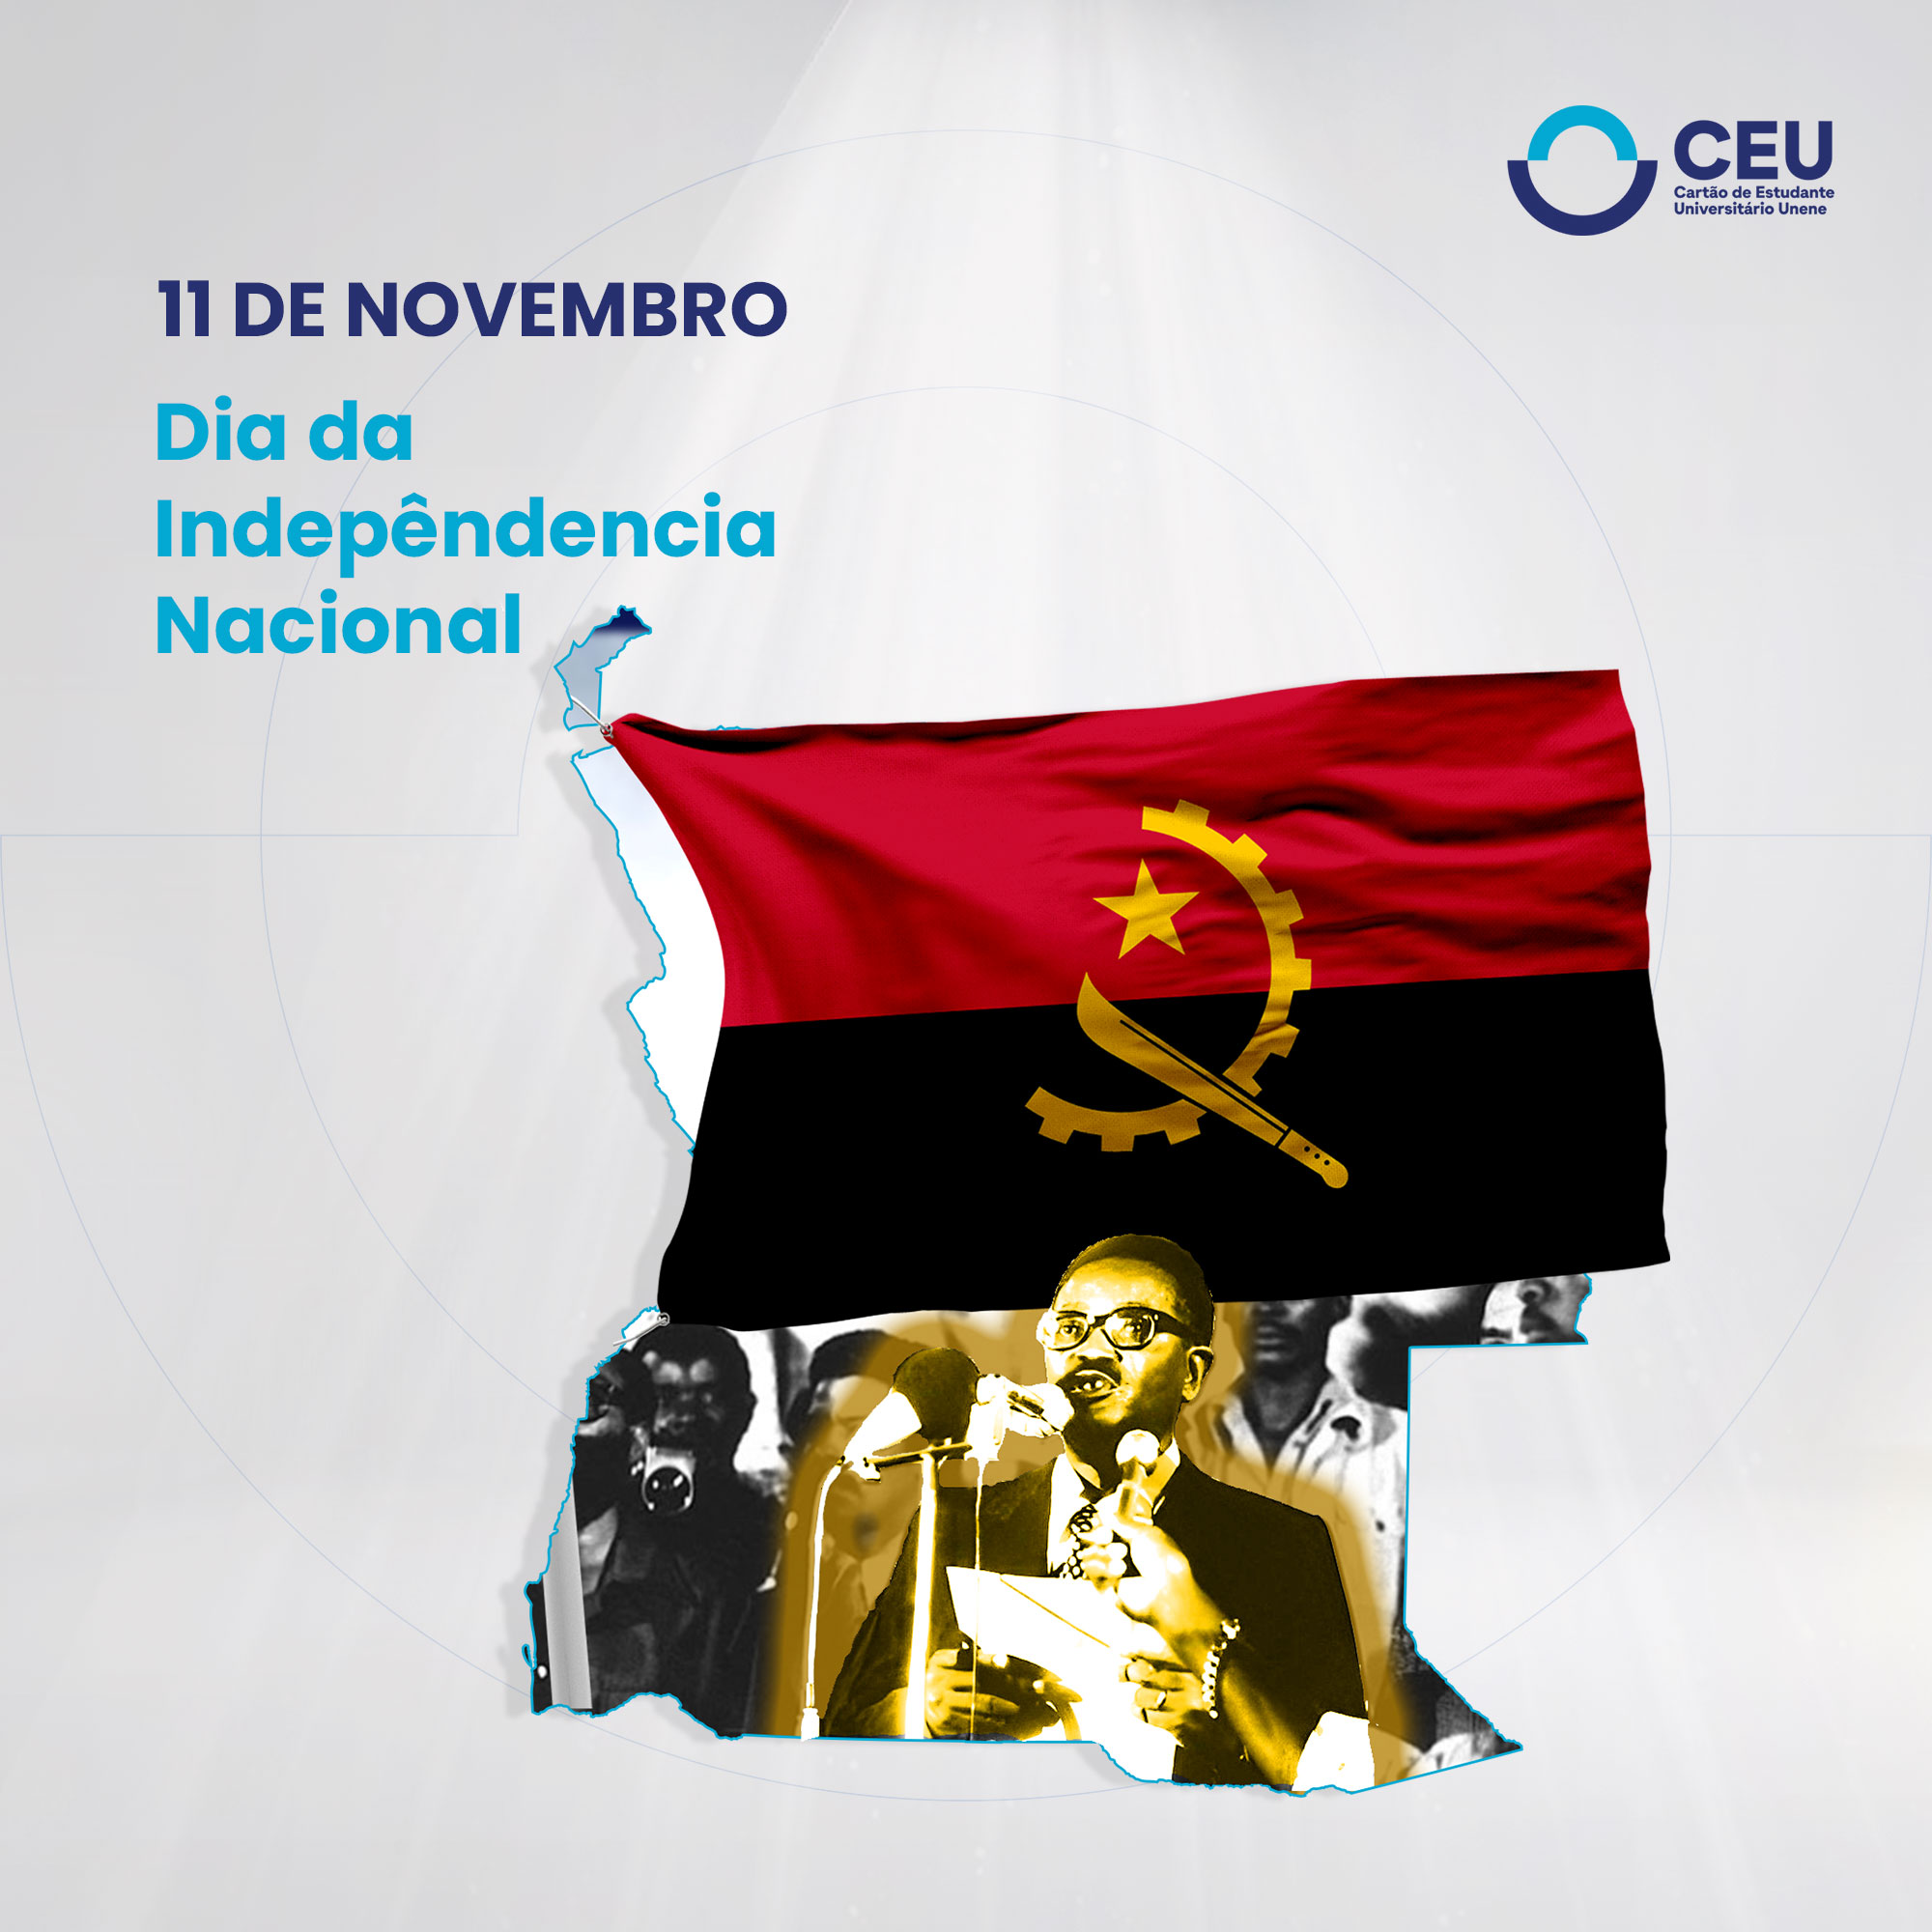 CEU
Cartão de Estudante
Universitário Unene
11 DE NOVEMBRO
Dia da
Indepêndencia
Nacional